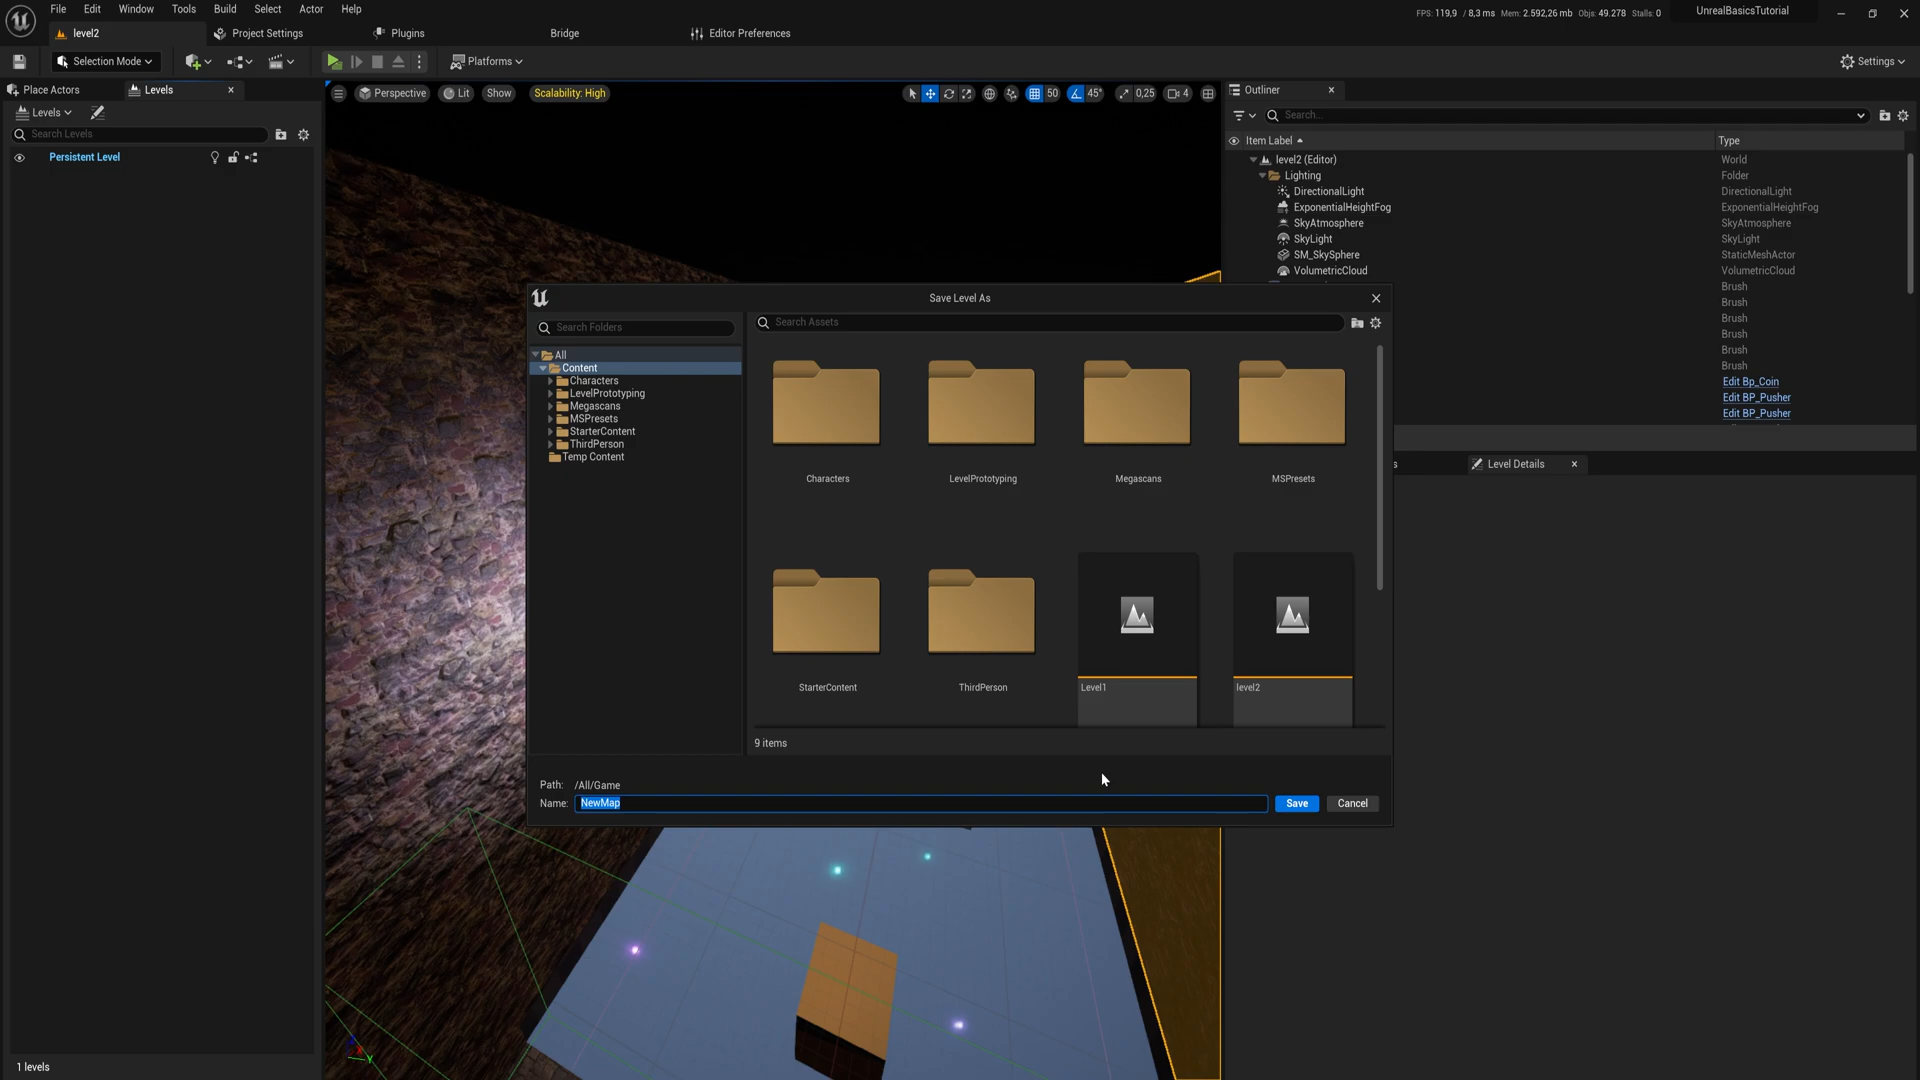 File Edit Window Tools Build Select Actor Help
FPS: 119,9 / 8,3 ms Mem: 2.592,26 mb Objs: 49.278 Stalls: 0
UnrealBasicsTutorial
level2
Project Settings
Plugins
Bridge
Editor Preferences
Selection Mode
Platforms
Settings
Place Actors
Levels
Levels
Search Levels
Persistent Level
1 levels
Perspective
Lit
Show
Scalability: High
50
45°
0,25
4
Y
Outliner
Search...
Item Label Type
level2 (Editor) World
Lighting Folder
DirectionalLight DirectionalLight
ExponentialHeightFog ExponentialHeightFog
SkyAtmosphere SkyAtmosphere
SkyLight SkyLight
SM_SkySphere StaticMeshActor
VolumetricCloud VolumetricCloud
Brush
Brush
Brush
Brush
Brush
Brush
Edit Bp_Coin
Edit BP_Pusher
Edit BP_Pusher
s
Level Details
Save Level As
Search Folders
All
Content
Characters
LevelPrototyping
Megascans
MSPresets
StarterContent
ThirdPerson
Temp Content
Search Assets
Characters
LevelPrototyping
Megascans
MSPresets
StarterContent
ThirdPerson
Level1
level2
9 items
Path: /All/Game
Name: NewMap
Save
Cancel